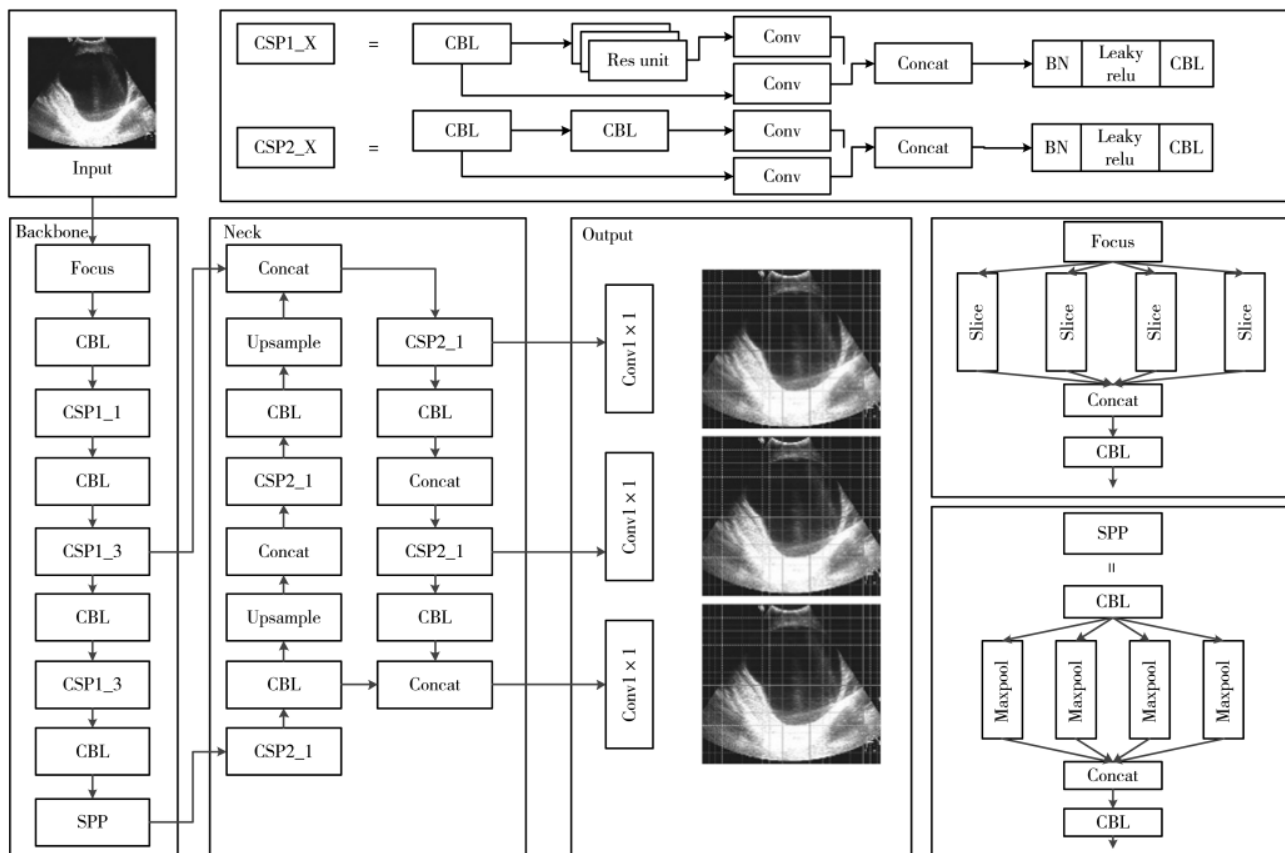 Input
CSP1_X = CBL Res unit Conv Conv Concat BN Leaky relu CBL
CSP2_X = CBL CBL Conv Conv Concat BN Leaky relu CBL
Backbone
Focus
CBL
CSP1_1
CBL
CSP1_3
CBL
CSP1_3
CBL
SPP
Neck
Concat
Upsample
CBL
CSP2_1
Concat
Upsample
CBL
CSP2_1
CSP2_1
CBL
Concat
CSP2_1
CBL
Concat
Output
Conv1 × 1
Conv1 × 1
Conv1 × 1
Focus
Slice Slice Slice Slice
Concat
CBL
SPP
=
CBL
Maxpool Maxpool Maxpool Maxpool
Concat
CBL